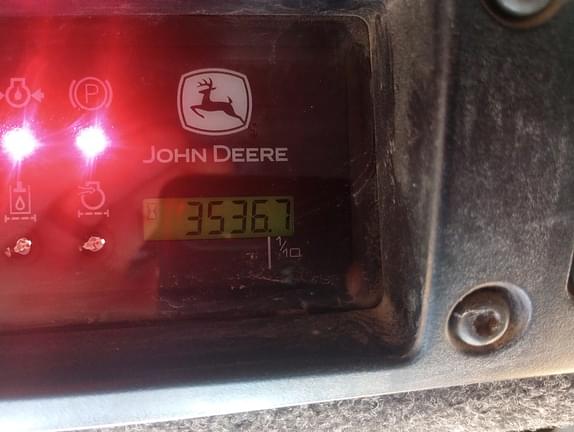 P
JOHN DEERE
3536.7
1/10